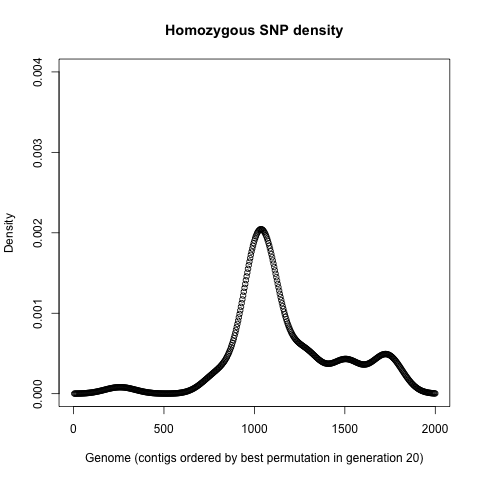 Homozygous SNP density
Density
0.004
0.003
0.002
0.001
0.000
0 500 1000 1500 2000
Genome (contigs ordered by best permutation in generation 20)